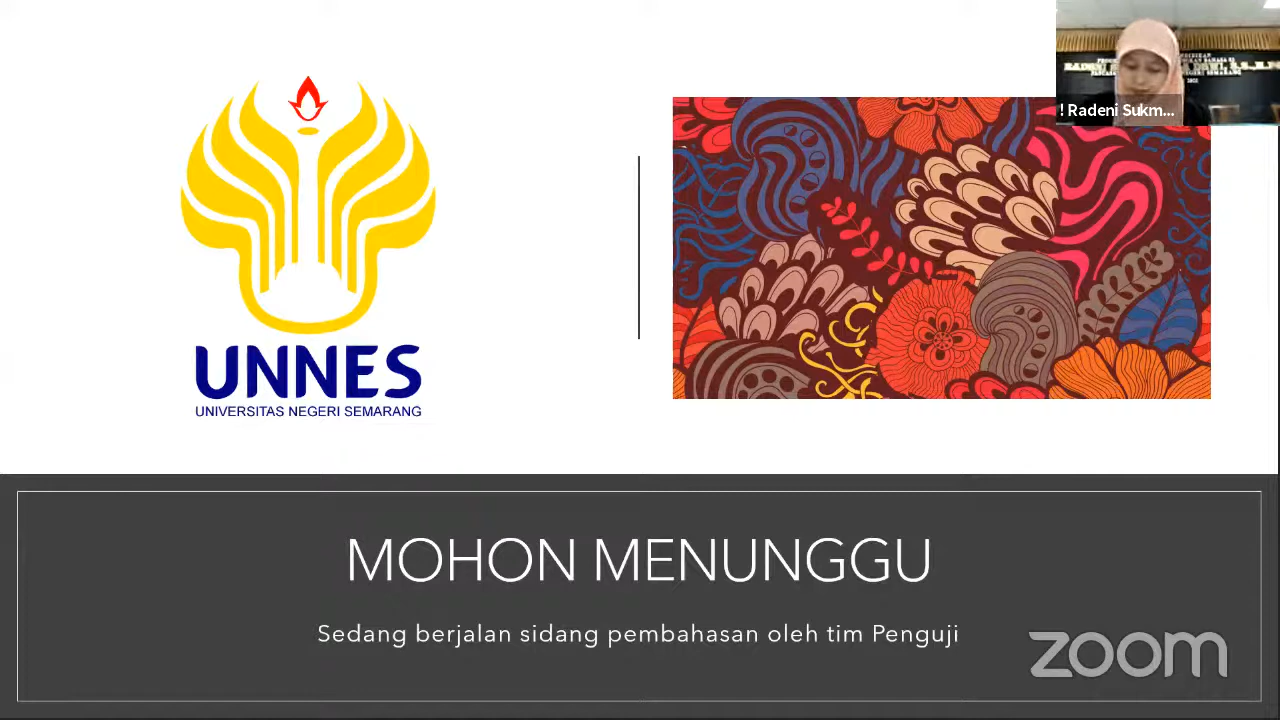 ! Radeni Sukm...
UNNES
UNIVERSITAS NEGERI SEMARANG
MOHON MENUNGGU
Sedang berjalan sidang pembahasan oleh tim Penguji
zoom